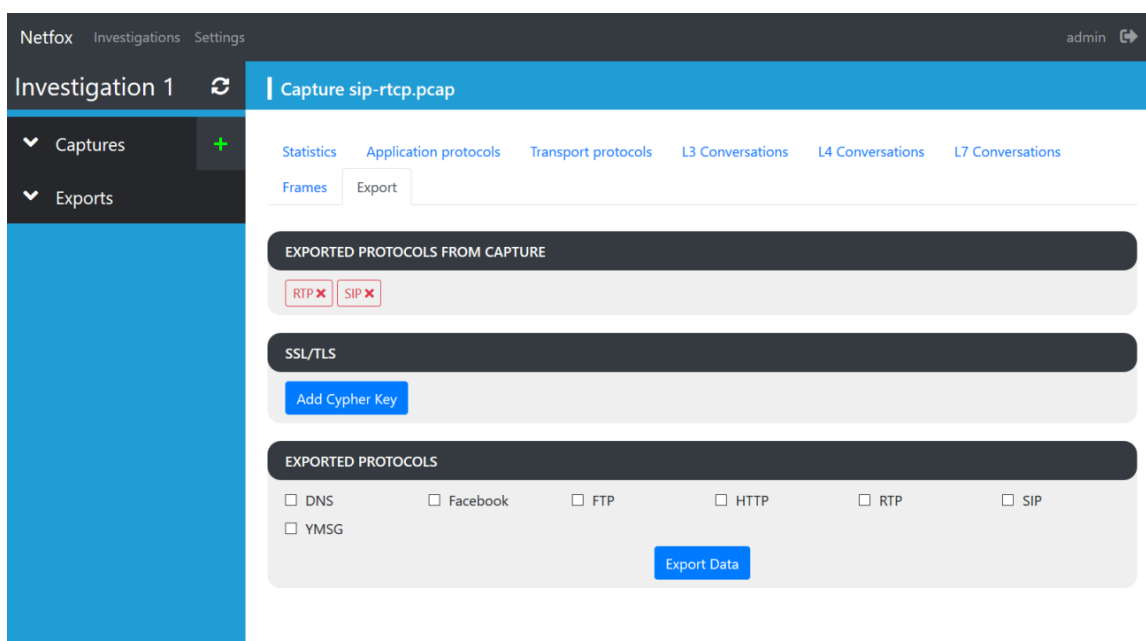 Netfox Investigations Settings admin
Investigation 1
Capture sip-rtcp.pcap
Captures
Exports
Statistics Application protocols Transport protocols L3 Conversations L4 Conversations L7 Conversations
Frames Export
EXPORTED PROTOCOLS FROM CAPTURE
RTP SIP
SSL/TLS
Add Cypher Key
EXPORTED PROTOCOLS
DNS Facebook FTP HTTP RTP SIP
YMSG
Export Data